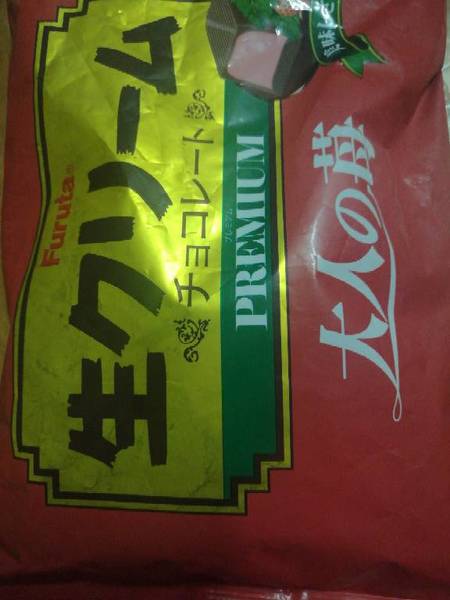 Furuta
生クリーム
チョコレート
プレミアム
PREMIUM
大人の苺